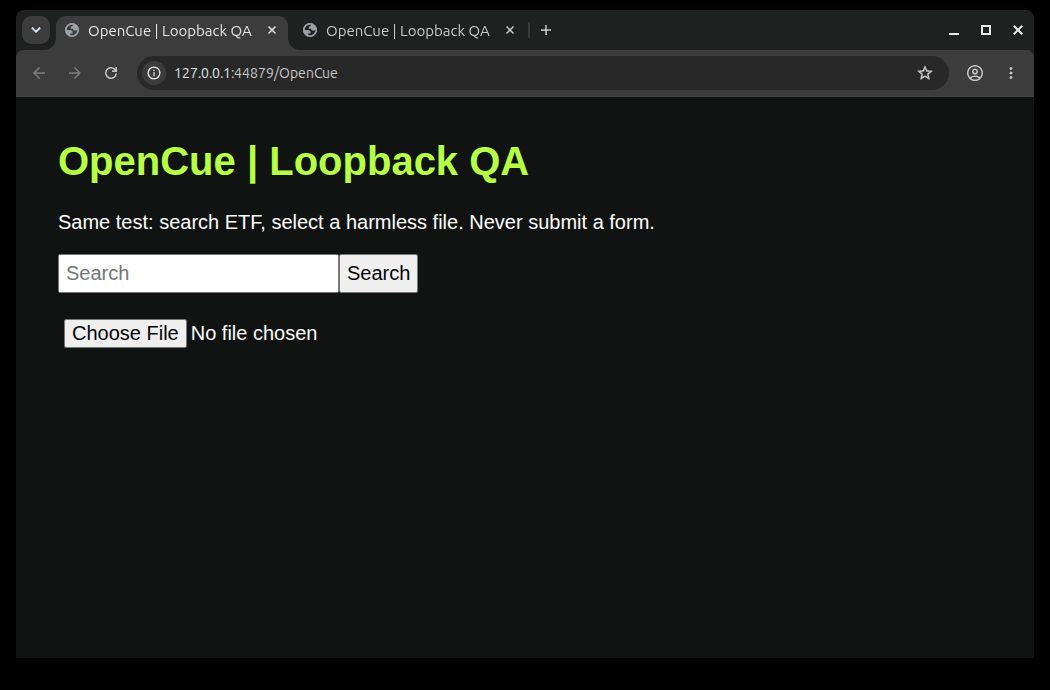 OpenCue | Loopback QA
OpenCue | Loopback QA
127.0.0.1:44879/OpenCue
OpenCue | Loopback QA
Same test: search ETF, select a harmless file. Never submit a form.
Search Search
Choose File No file chosen